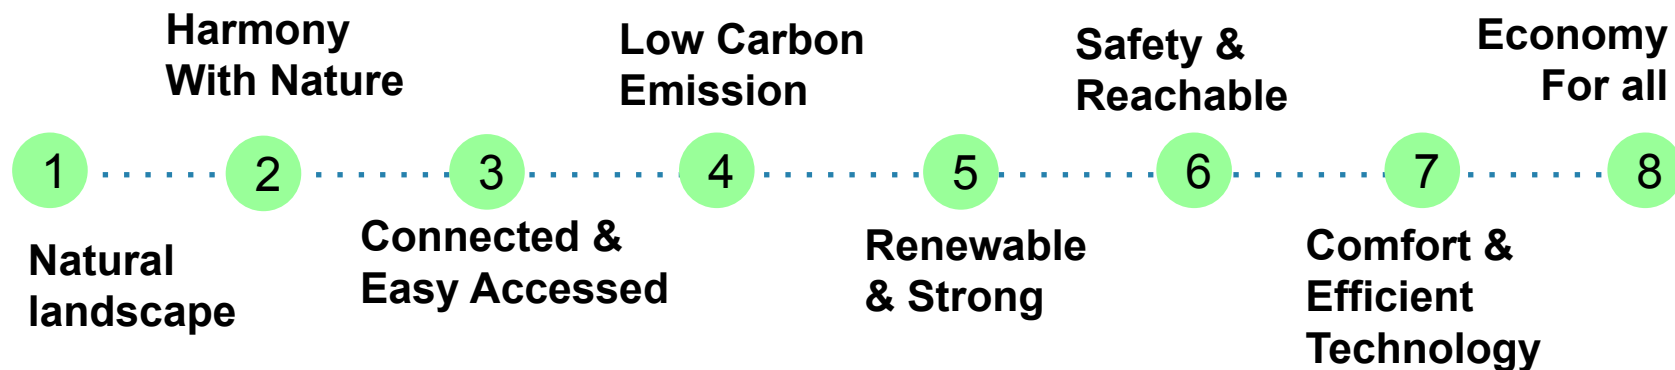 1
Natural
landscape
2
Harmony
With Nature
3
Connected &
Easy Accessed
4
Low Carbon
Emission
5
Renewable
& Strong
6
Safety &
Reachable
7
Comfort &
Efficient
Technology
8
Economy
For all